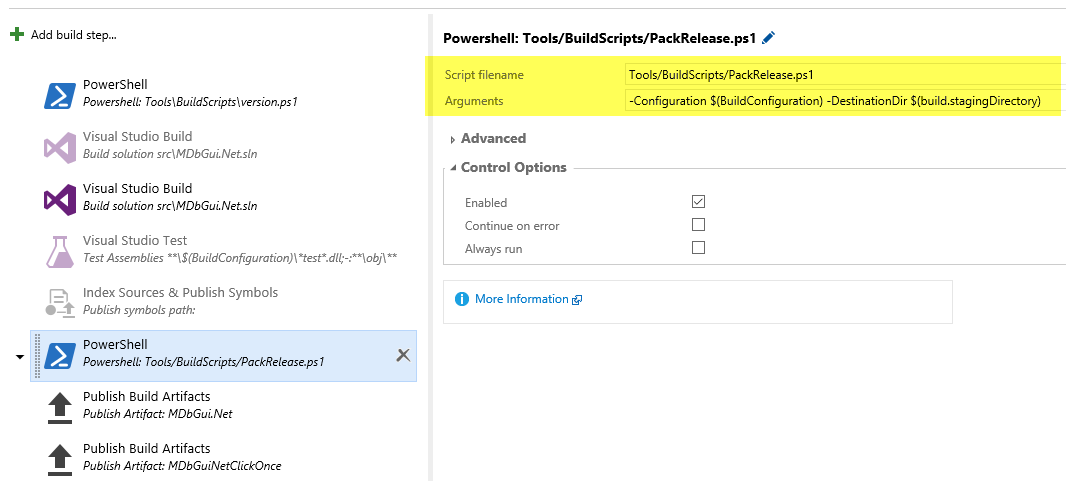 Add build step...
PowerShell
Powershell: Tools\BuildScripts\version.ps1
Visual Studio Build
Build solution src\MDbGui.Net.sln
Visual Studio Build
Build solution src\MDbGui.Net.sln
Visual Studio Test
Test Assemblies **\$(BuildConfiguration)\*test*.dll;-:**\obj\**
Index Sources & Publish Symbols
Publish symbols path:
PowerShell
Powershell: Tools/BuildScripts/PackRelease.ps1
Publish Build Artifacts
Publish Artifact: MDbGui.Net
Publish Build Artifacts
Publish Artifact: MDbGuiNetClickOnce
Powershell: Tools/BuildScripts/PackRelease.ps1
Script filename Tools/BuildScripts/PackRelease.ps1
Arguments -Configuration $(BuildConfiguration) -DestinationDir $(build.stagingDirectory)
Advanced
Control Options
Enabled
Continue on error
Always run
More Information